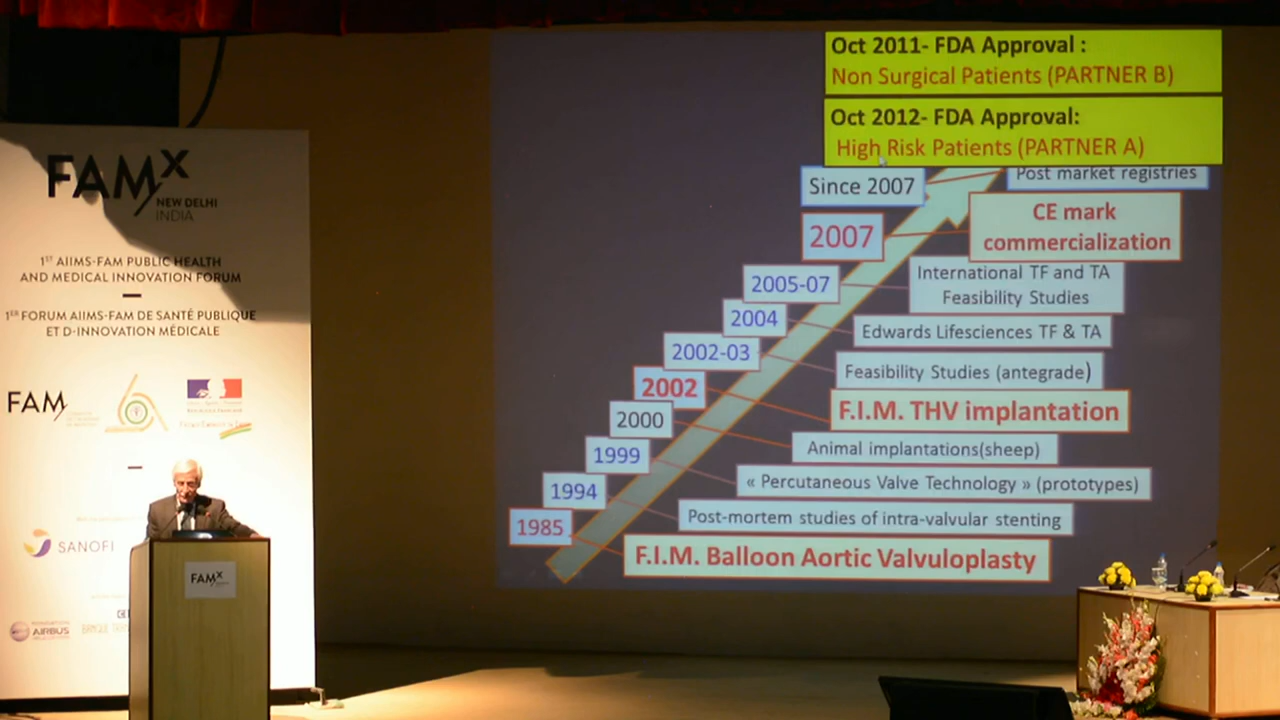 FAMX
NEW DELHI
INDIA
1ST AIIMS-FAM PUBLIC HEALTH
AND MEDICAL INNOVATION FORUM
1ER FORUM AIIMS-FAM DE SANTÉ PUBLIQUE
ET D-INNOVATION MÉDICALE
FAM
SANOFI
AIRBUS
FAMX
Oct 2011- FDA Approval :
Non Surgical Patients (PARTNER B)
Oct 2012- FDA Approval:
High Risk Patients (PARTNER A)
Since 2007
Post market registries
2007
CE mark
commercialization
2005-07
International TF and TA
Feasibility Studies
2004
Edwards Lifesciences TF & TA
2002-03
Feasibility Studies (antegrade)
2002
F.I.M. THV implantation
2000
Animal implantations(sheep)
1999
« Percutaneous Valve Technology » (prototypes)
1994
Post-mortem studies of intra-valvular stenting
1985
F.I.M. Balloon Aortic Valvuloplasty